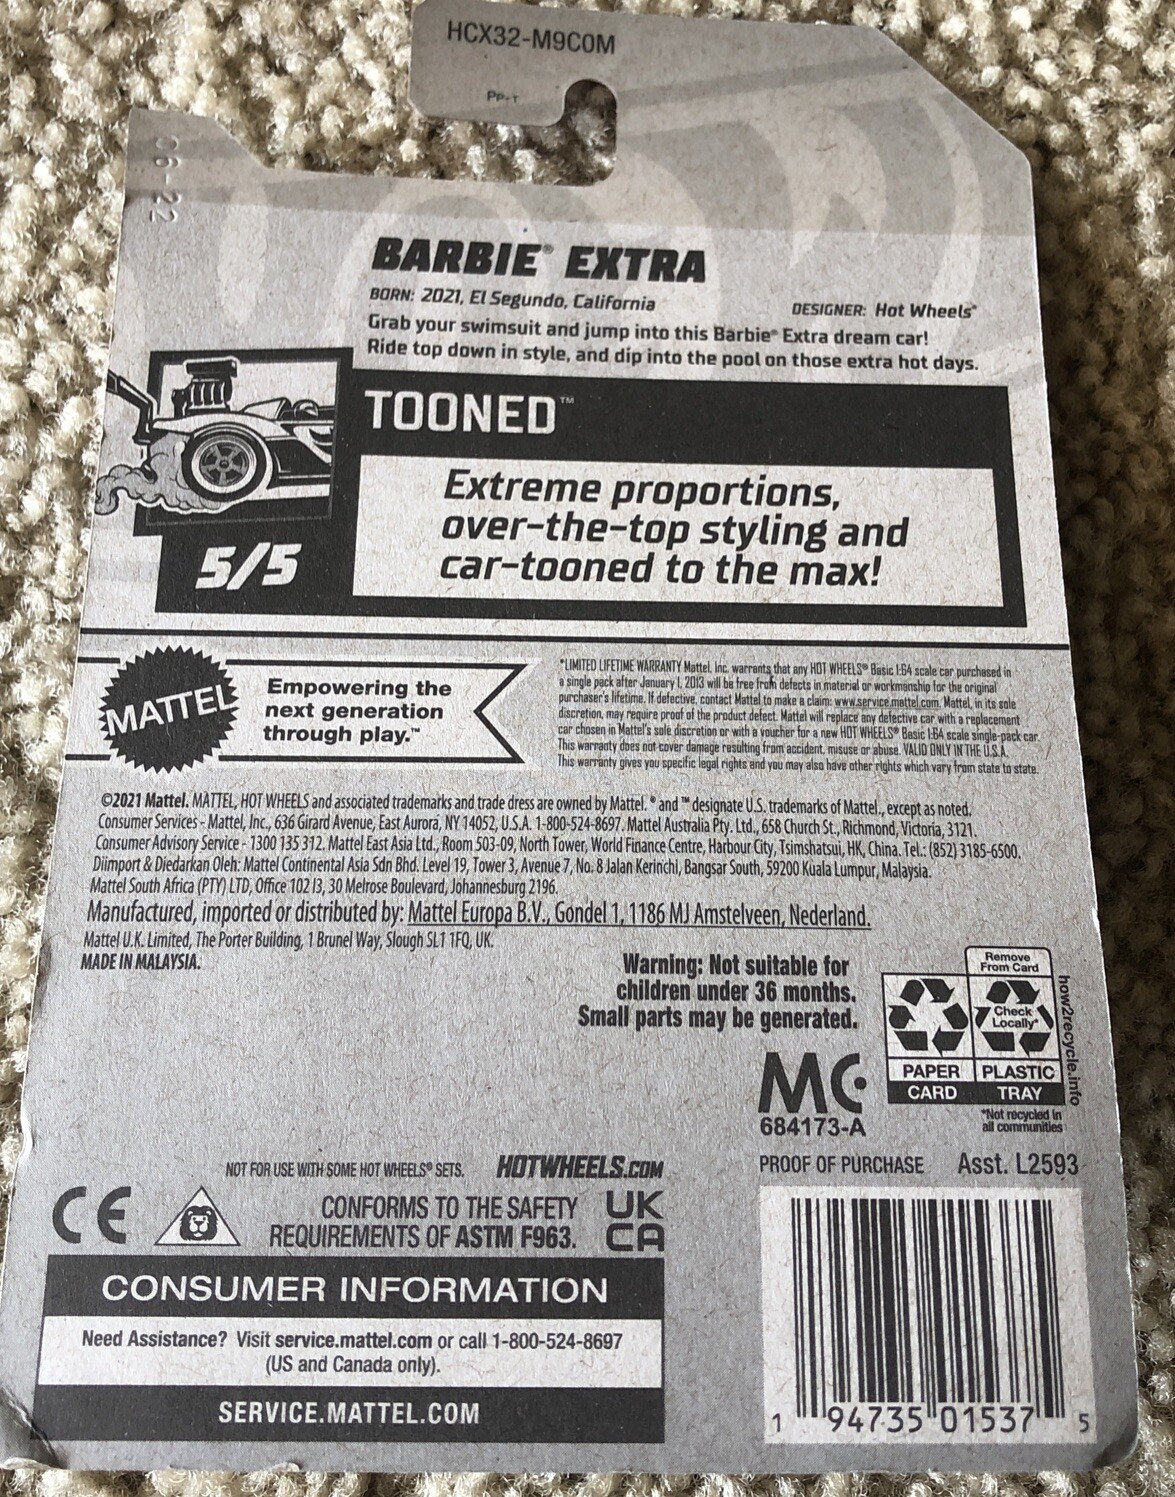 HCX32-M9C0M
PP-T
06-22
BARBIE® EXTRA
BORN: 2021, El Segundo, California
DESIGNER: Hot Wheels®
Grab your swimsuit and jump into this Barbie® Extra dream car!
Ride top down in style, and dip into the pool on those extra hot days.
TOONED™
Extreme proportions,
over-the-top styling and
car-tooned to the max!
5/5
MATTEL
Empowering the
next generation
through play.™
*LIMITED LIFETIME WARRANTY Mattel, Inc. warrants that any HOT WHEELS® Basic 1:64 scale car purchased in
a single pack after January 1, 2013 will be free from defects in material or workmanship for the original
purchaser's lifetime. If defective, contact Mattel to make a claim: www.service.mattel.com. Mattel, in its sole
discretion, may require proof of the product defect. Mattel will replace any defective car with a replacement
car chosen in Mattel's sole discretion or with a voucher for a new HOT WHEELS® Basic 1:64 scale single-pack car.
This warranty does not cover damage resulting from accident, misuse or abuse. VALID ONLY IN THE U.S.A.
This warranty gives you specific legal rights and you may also have other rights which vary from state to state.
©2021 Mattel. MATTEL, HOT WHEELS and associated trademarks and trade dress are owned by Mattel. ® and ™ designate U.S. trademarks of Mattel., except as noted.
Consumer Services - Mattel, Inc., 636 Girard Avenue, East Aurora, NY 14052, U.S.A. 1-800-524-8697. Mattel Australia Pty. Ltd., 658 Church St., Richmond, Victoria, 3121.
Consumer Advisory Service - 1300 135 312. Mattel East Asia Ltd., Room 503-09, North Tower, World Finance Centre, Harbour City, Tsimshatsui, HK, China. Tel.: (852) 3185-6500.
Diimport & Diedarkan Oleh: Mattel Continental Asia Sdn Bhd. Level 19, Tower 3, Avenue 7, No. 8 Jalan Kerinchi, Bangsar South, 59200 Kuala Lumpur, Malaysia.
Mattel South Africa (PTY) LTD, Office 102 I3, 30 Melrose Boulevard, Johannesburg 2196.
Manufactured, imported or distributed by: Mattel Europa B.V., Gondel 1, 1186 MJ Amstelveen, Nederland.
Mattel U.K. Limited, The Porter Building, 1 Brunel Way, Slough SL1 1FQ, UK.
MADE IN MALAYSIA.
Warning: Not suitable for
children under 36 months.
Small parts may be generated.
Remove
From Card
Check
Locally*
PAPER
CARD
PLASTIC
TRAY
how2recycle.info
*Not recycled in
all communities
MC
684173-A
PROOF OF PURCHASE Asst. L2593
NOT FOR USE WITH SOME HOT WHEELS® SETS.
HOTWHEELS.COM
CE
CONFORMS TO THE SAFETY
REQUIREMENTS OF ASTM F963.
UK
CA
CONSUMER INFORMATION
Need Assistance? Visit service.mattel.com or call 1-800-524-8697
(US and Canada only).
SERVICE.MATTEL.COM
1 94735 01537 5